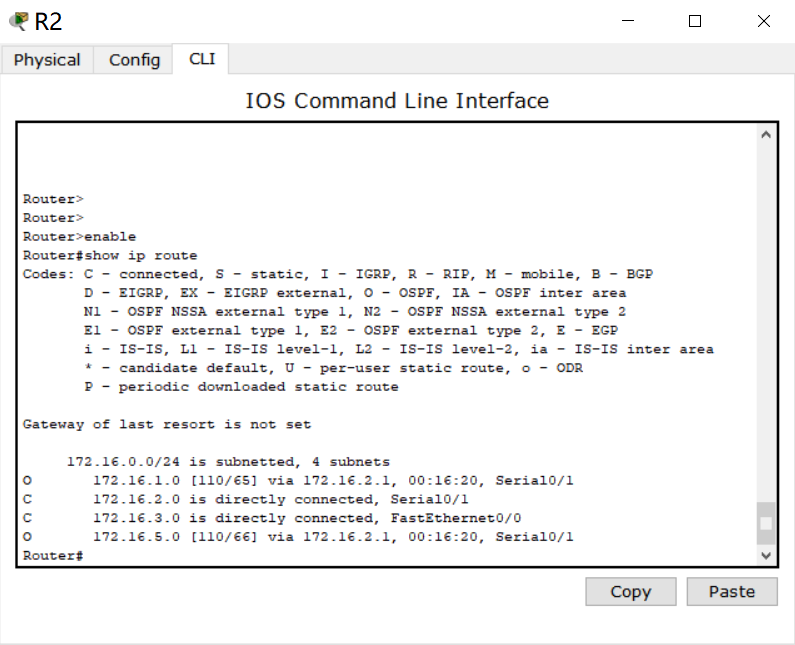 R2
Physical Config CLI
IOS Command Line Interface
Router>
Router>
Router>enable
Router#show ip route
Codes: C - connected, S - static, I - IGRP, R - RIP, M - mobile, B - BGP
       D - EIGRP, EX - EIGRP external, O - OSPF, IA - OSPF inter area
       N1 - OSPF NSSA external type 1, N2 - OSPF NSSA external type 2
       E1 - OSPF external type 1, E2 - OSPF external type 2, E - EGP
       i - IS-IS, L1 - IS-IS level-1, L2 - IS-IS level-2, ia - IS-IS inter area
       * - candidate default, U - per-user static route, o - ODR
       P - periodic downloaded static route
Gateway of last resort is not set
     172.16.0.0/24 is subnetted, 4 subnets
O       172.16.1.0 [110/65] via 172.16.2.1, 00:16:20, Serial0/1
C       172.16.2.0 is directly connected, Serial0/1
C       172.16.3.0 is directly connected, FastEthernet0/0
O       172.16.5.0 [110/66] via 172.16.2.1, 00:16:20, Serial0/1
Router#
Copy Paste